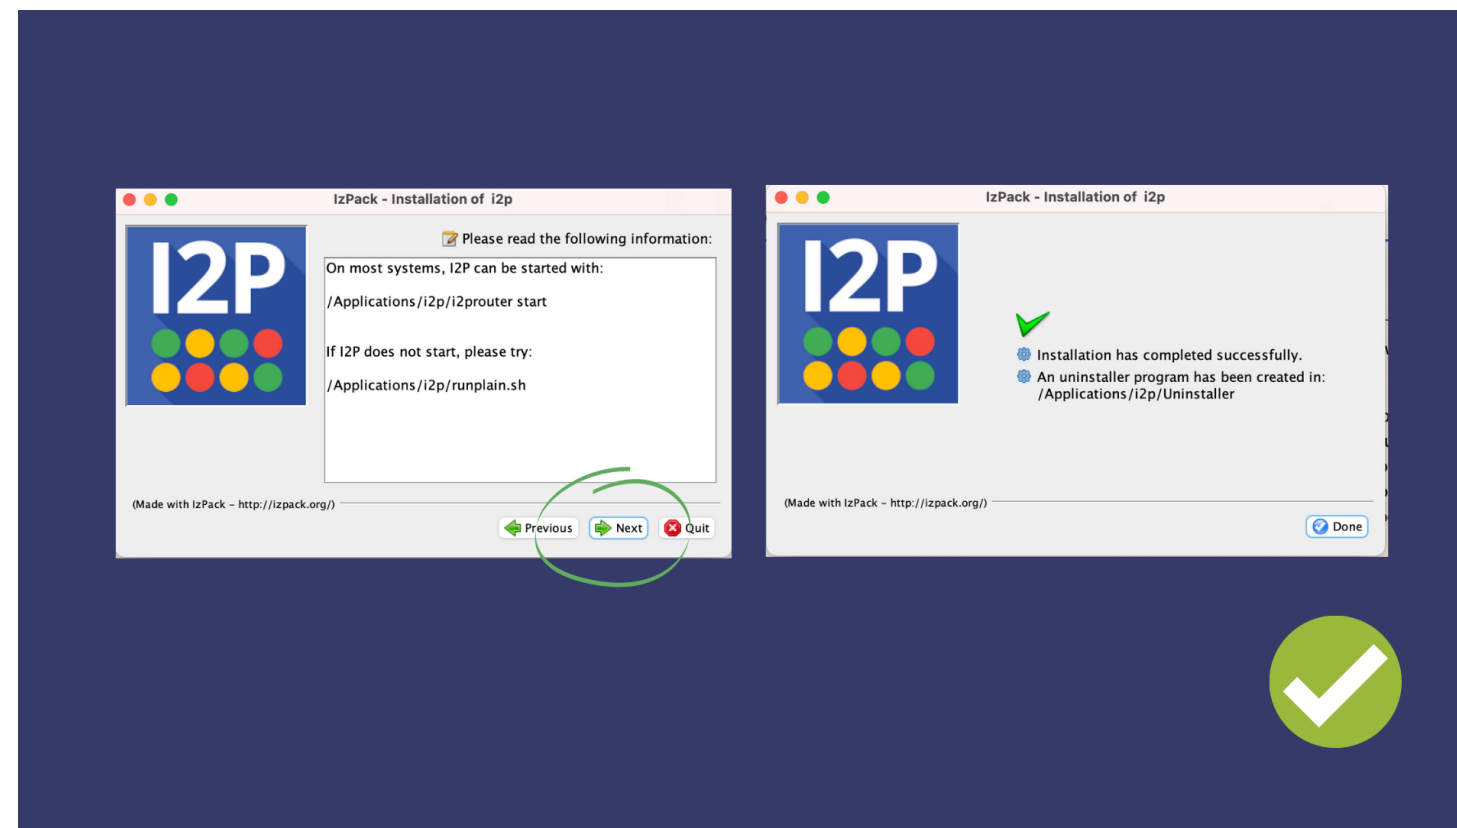 IzPack - Installation of i2p
I2P
Please read the following information:
On most systems, I2P can be started with:
/Applications/i2p/i2prouter start
If I2P does not start, please try:
/Applications/i2p/runplain.sh
(Made with IzPack - http://izpack.org/)
Previous
Next
Quit
IzPack - Installation of i2p
I2P
Installation has completed successfully.
An uninstaller program has been created in:
/Applications/i2p/Uninstaller
(Made with IzPack - http://izpack.org/)
Done